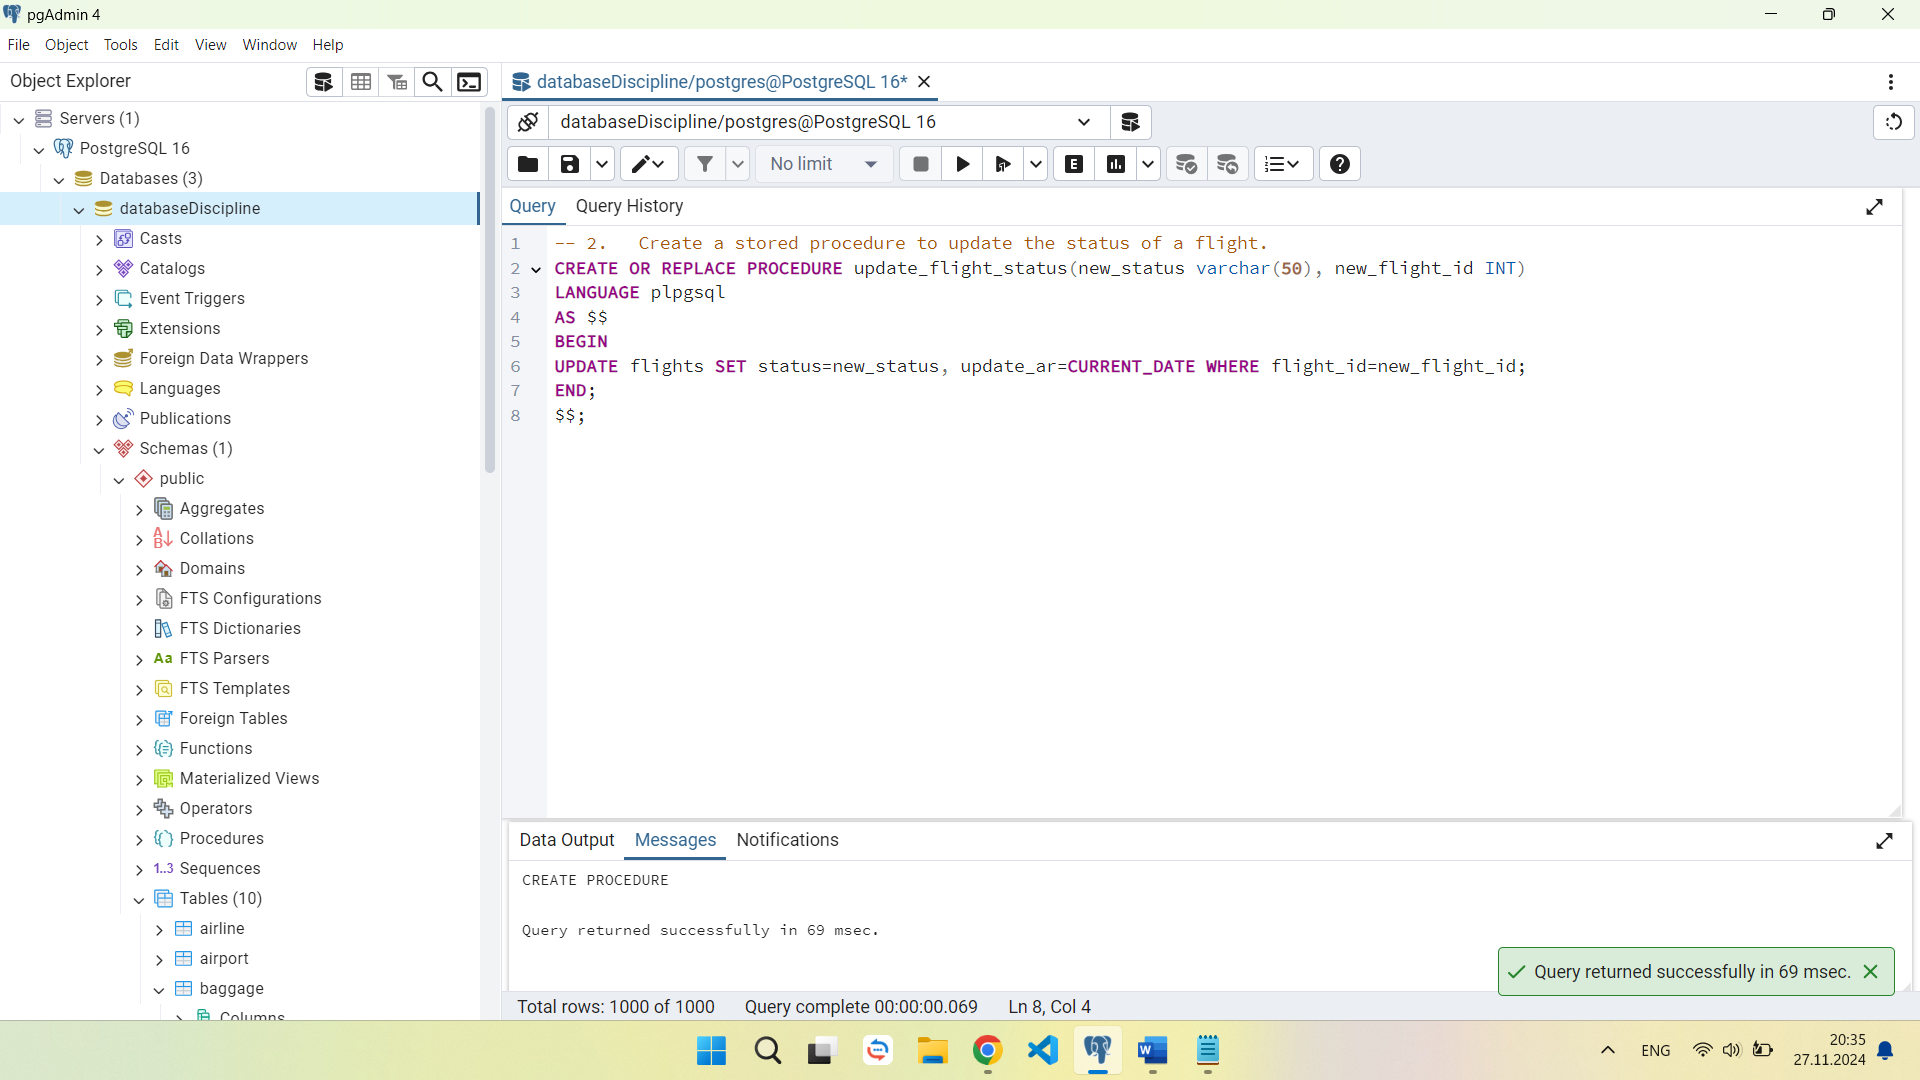 pgAdmin 4
File Object Tools Edit View Window Help
Object Explorer
databaseDiscipline/postgres@PostgreSQL 16*
databaseDiscipline/postgres@PostgreSQL 16
No limit
E
Servers (1)
PostgreSQL 16
Databases (3)
databaseDiscipline
Casts
Catalogs
Event Triggers
Extensions
Foreign Data Wrappers
Languages
Publications
Schemas (1)
public
Aggregates
Collations
Domains
FTS Configurations
FTS Dictionaries
Aa FTS Parsers
FTS Templates
Foreign Tables
Functions
Materialized Views
Operators
Procedures
1..3 Sequences
Tables (10)
airline
airport
baggage
Columns
Query Query History
1 -- 2.   Create a stored procedure to update the status of a flight.
2 CREATE OR REPLACE PROCEDURE update_flight_status(new_status varchar(50), new_flight_id INT)
3 LANGUAGE plpgsql
4 AS $$
5 BEGIN
6 UPDATE flights SET status=new_status, update_ar=CURRENT_DATE WHERE flight_id=new_flight_id;
7 END;
8 $$;
Data Output Messages Notifications
CREATE PROCEDURE
Query returned successfully in 69 msec.
Query returned successfully in 69 msec.
Total rows: 1000 of 1000 Query complete 00:00:00.069 Ln 8, Col 4
W
ENG
20:35
27.11.2024